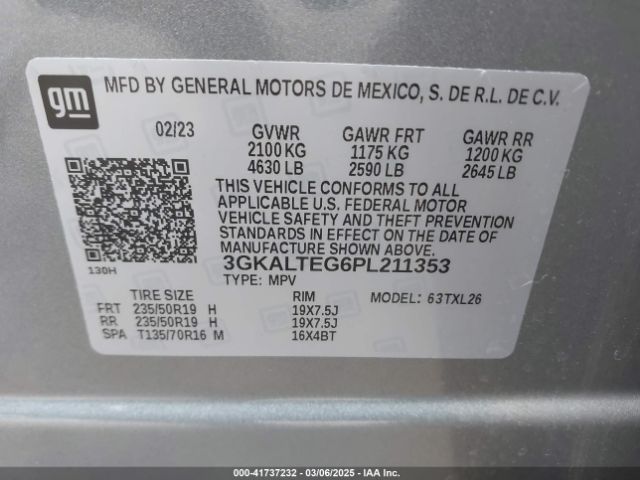 gm
MFD BY GENERAL MOTORS DE MEXICO, S. DE R.L. DE C.V.
02/23 GVWR GAWR FRT GAWR RR
2100 KG 1175 KG 1200 KG
4630 LB 2590 LB 2645 LB
THIS VEHICLE CONFORMS TO ALL
APPLICABLE U.S. FEDERAL MOTOR
VEHICLE SAFETY AND THEFT PREVENTION
STANDARDS IN EFFECT ON THE DATE OF
MANUFACTURE SHOWN ABOVE.
130H 3GKALTEG6PL211353
TYPE: MPV
TIRE SIZE RIM MODEL: 63TXL26
FRT 235/50R19 H 19X7.5J
RR 235/50R19 H 19X7.5J
SPA T135/70R16 M 16X4BT
000-41737232 - 03/06/2025 - IAAI.COM